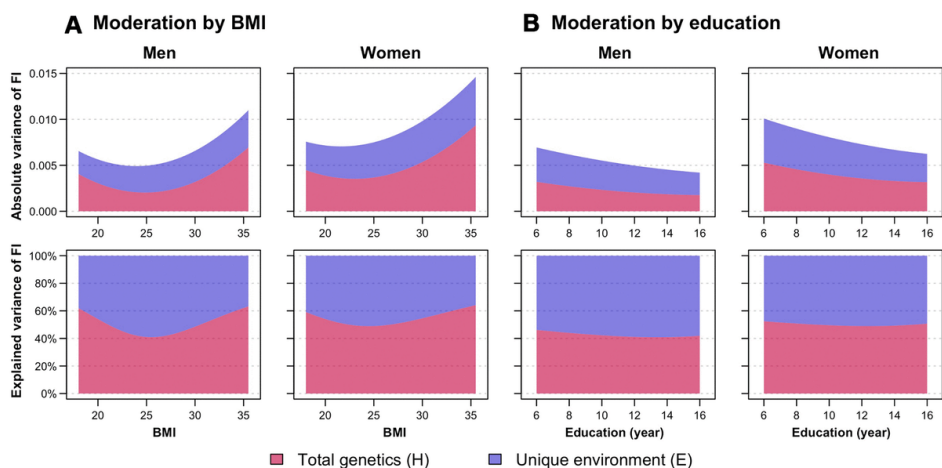 A Moderation by BMI
B Moderation by education
Men
Women
Men
Women
Absolute variance of FI
0.015
0.010
0.005
0.000
20 25 30 35
20 25 30 35
6 8 10 12 14 16
6 8 10 12 14 16
Explained variance of FI
100%
80%
60%
40%
20%
0%
20 25 30 35
20 25 30 35
6 8 10 12 14 16
6 8 10 12 14 16
BMI
BMI
Education (year)
Education (year)
Total genetics (H)
Unique environment (E)